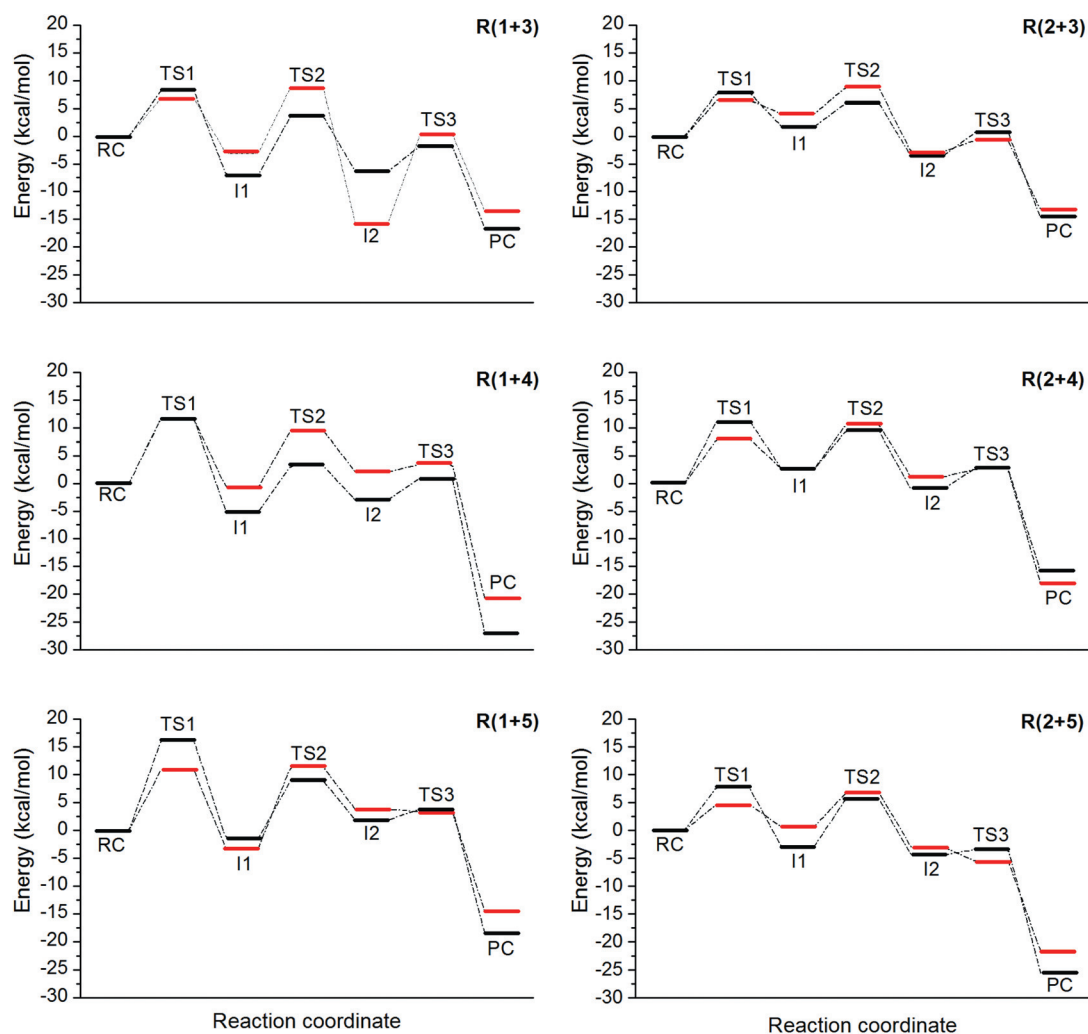 R(1+3)
Energy (kcal/mol)
20
15
10
5
0
-5
-10
-15
-20
-25
-30
RC
TS1
I1
TS2
I2
TS3
PC
R(2+3)
Energy (kcal/mol)
20
15
10
5
0
-5
-10
-15
-20
-25
-30
RC
TS1
I1
TS2
I2
TS3
PC
R(1+4)
Energy (kcal/mol)
20
15
10
5
0
-5
-10
-15
-20
-25
-30
RC
TS1
I1
TS2
I2
TS3
PC
R(2+4)
Energy (kcal/mol)
20
15
10
5
0
-5
-10
-15
-20
-25
-30
RC
TS1
I1
TS2
I2
TS3
PC
R(1+5)
Energy (kcal/mol)
20
15
10
5
0
-5
-10
-15
-20
-25
-30
RC
TS1
I1
TS2
I2
TS3
PC
Reaction coordinate
R(2+5)
Energy (kcal/mol)
20
15
10
5
0
-5
-10
-15
-20
-25
-30
RC
TS1
I1
TS2
I2
TS3
PC
Reaction coordinate